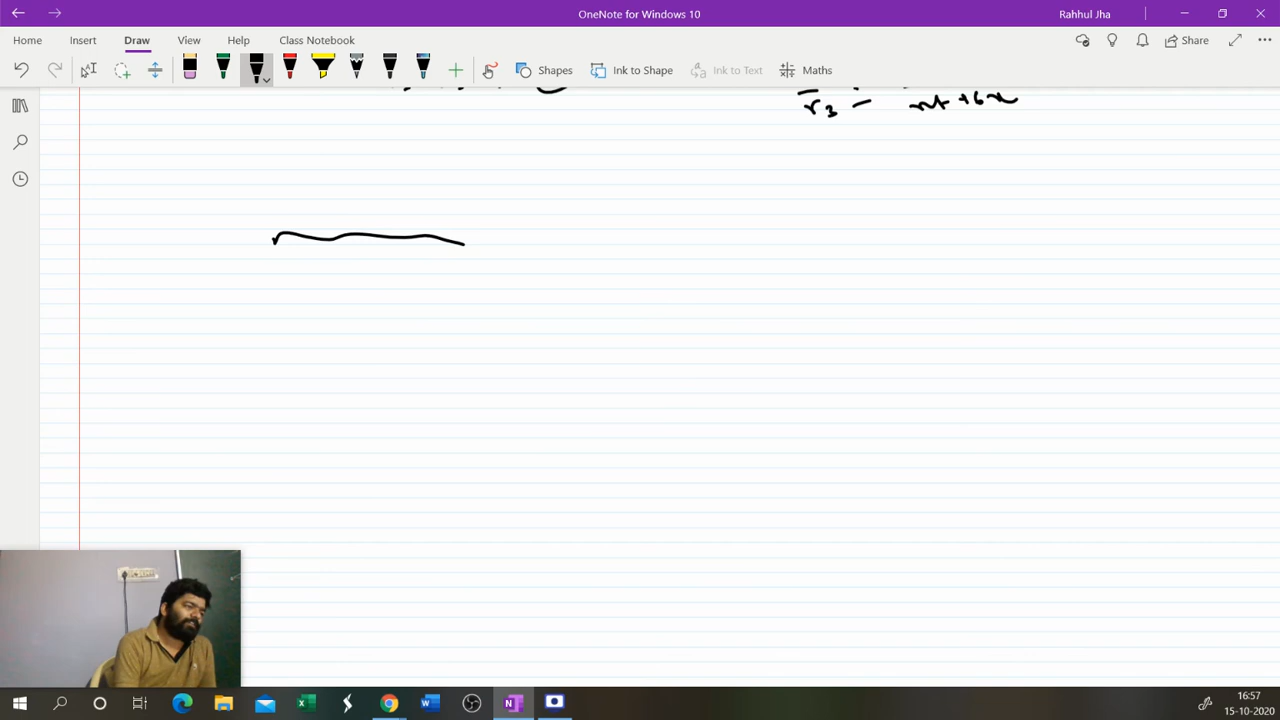 OneNote for Windows 10
Rahhul Jha
Home Insert Draw View Help Class Notebook
Share
Shapes Ink to Shape Ink to Text Maths
r3 =
16:57
15-10-2020